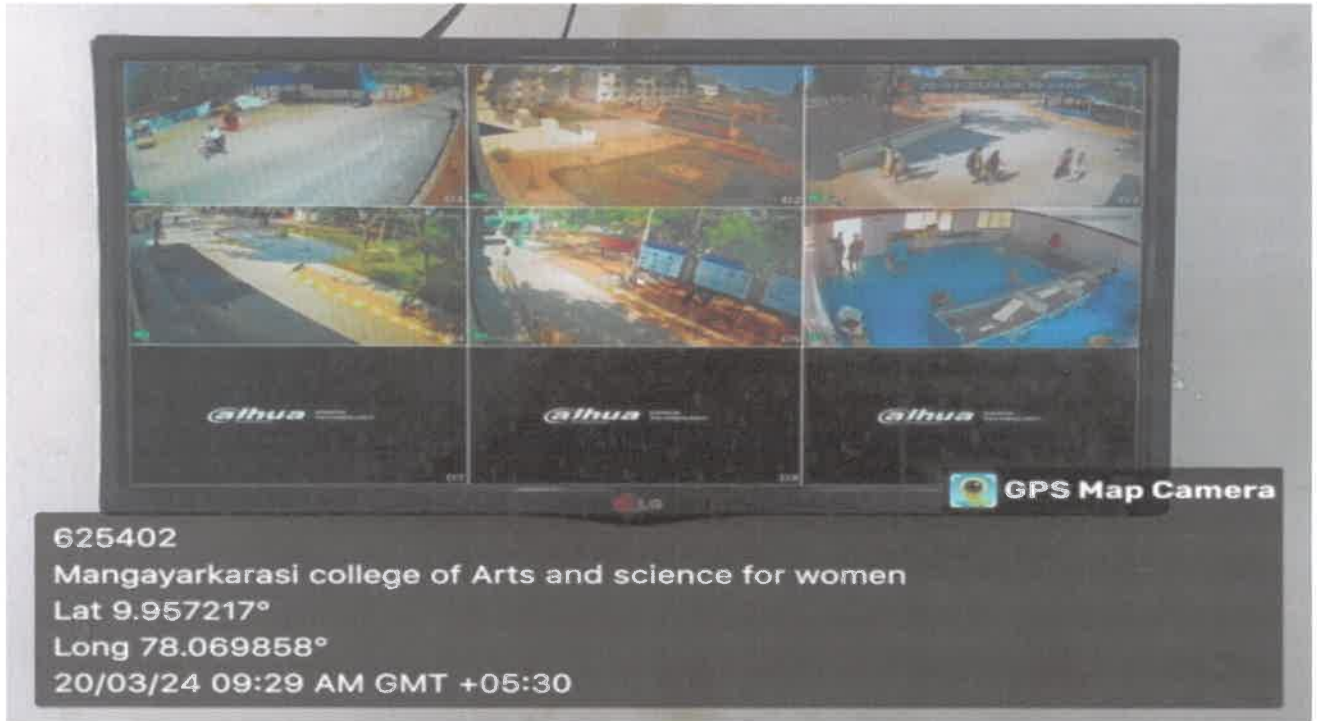 alhua
alhua
alhua
LG
GPS Map Camera
625402
Mangayarkarasi college of Arts and science for women
Lat 9.957217°
Long 78.069858°
20/03/24 09:29 AM GMT +05:30